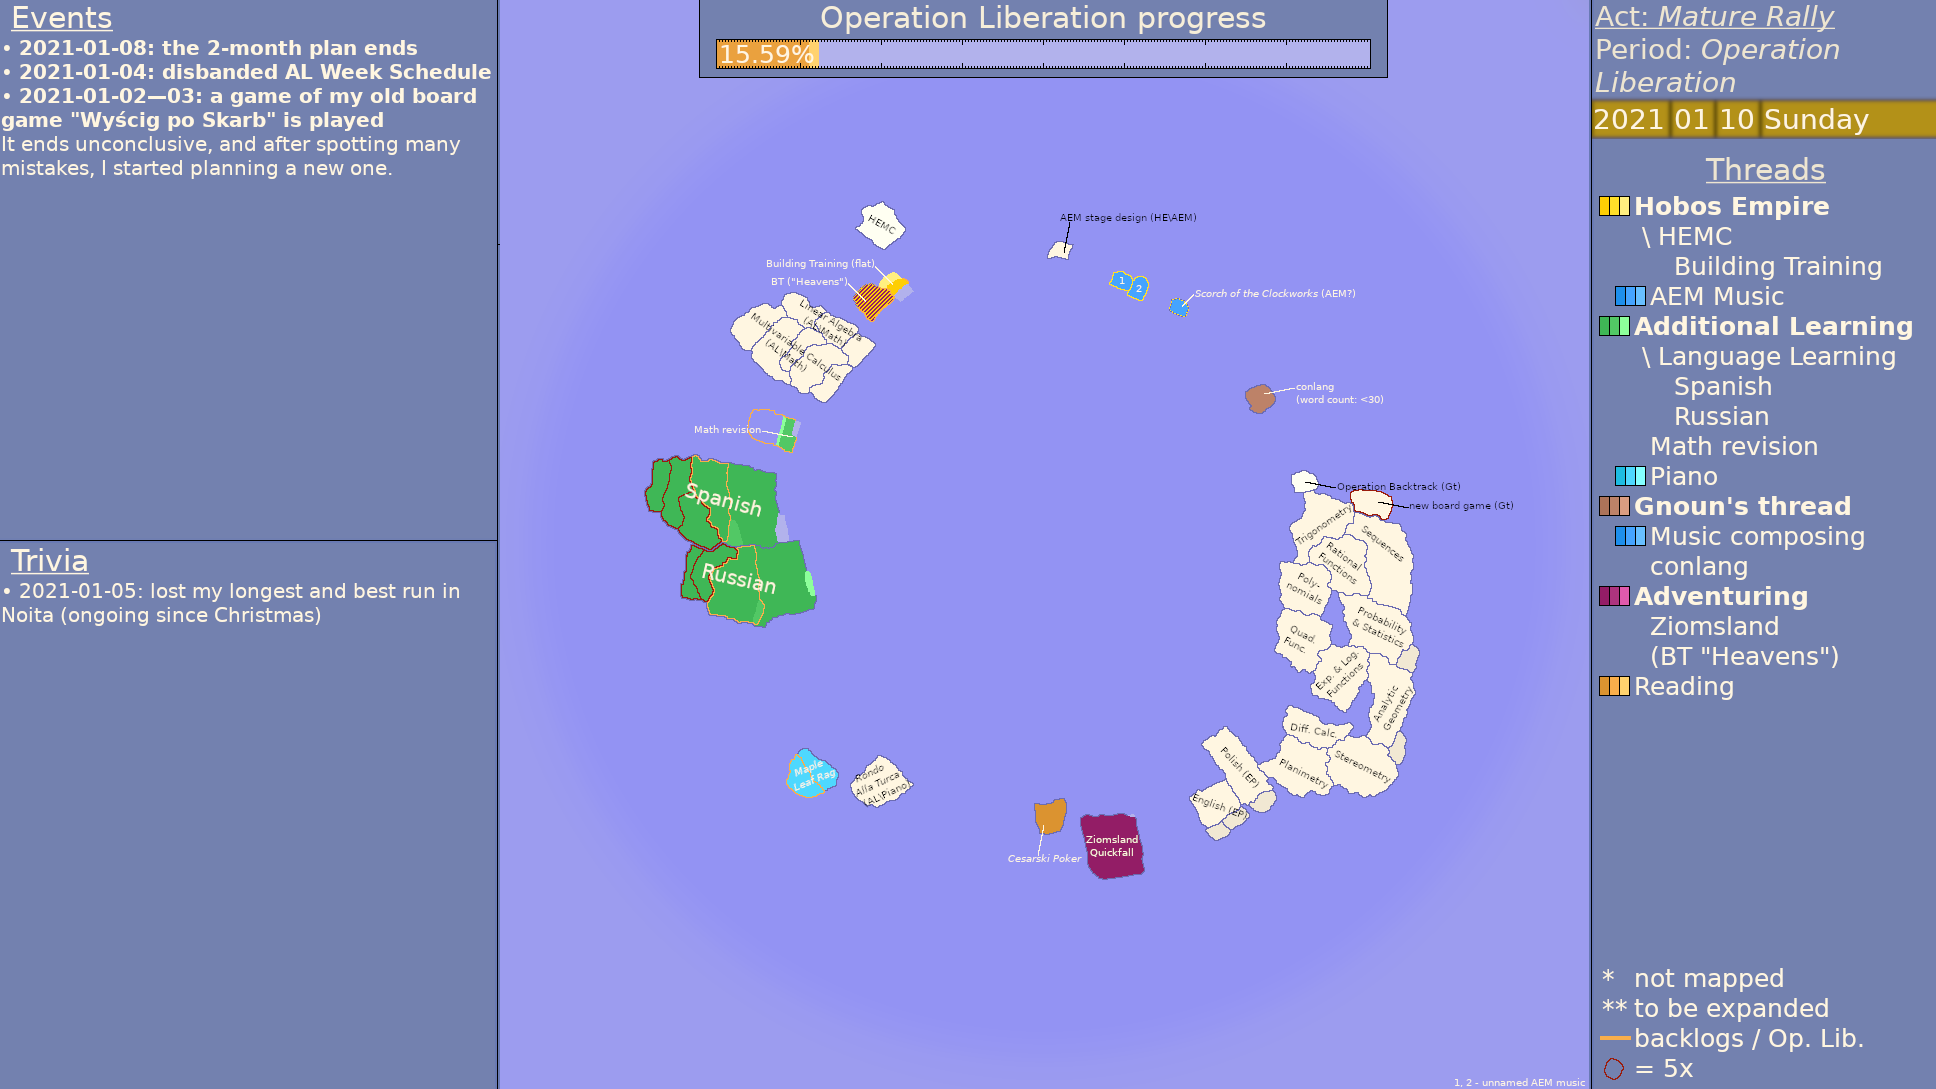 Events
• 2021-01-08: the 2-month plan ends
• 2021-01-04: disbanded AL Week Schedule
• 2021-01-02—03: a game of my old board
game "Wyścig po Skarb" is played
It ends unconclusive, and after spotting many
mistakes, I started planning a new one.
Trivia
• 2021-01-05: lost my longest and best run in
Noita (ongoing since Christmas)
Operation Liberation progress
15.59%
HEMC
AEM stage design (HE\AEM)
Building Training (flat)
BT ("Heavens")
1
2
Scorch of the Clockworks (AEM?)
Linear Algebra
(AL\Math)
Multivariable Calculus
(AL\Math)
conlang
(word count: <30)
Math revision
Spanish
Russian
Operation Backtrack (Gt)
new board game (Gt)
Trigonometry
Sequences
Rational
Functions
Poly-
nomials
Probability
& Statistics
Quad.
Func.
Exp. & Log.
Functions
Analytic
Geometry
Diff. Calc.
Stereometry
Planimetry
Polish (EP)
English (EP)
Maple
Leaf Rag
Rondo
Alla Turca
(AL\Piano)
Cesarski Poker
Ziomsland
Quickfall
1, 2 - unnamed AEM music
Act: Mature Rally
Period: Operation
Liberation
2021 01 10 Sunday
Threads
Hobos Empire
\ HEMC
Building Training
AEM Music
Additional Learning
\ Language Learning
Spanish
Russian
Math revision
Piano
Gnoun's thread
Music composing
conlang
Adventuring
Ziomsland
(BT "Heavens")
Reading
* not mapped
** to be expanded
backlogs / Op. Lib.
= 5x